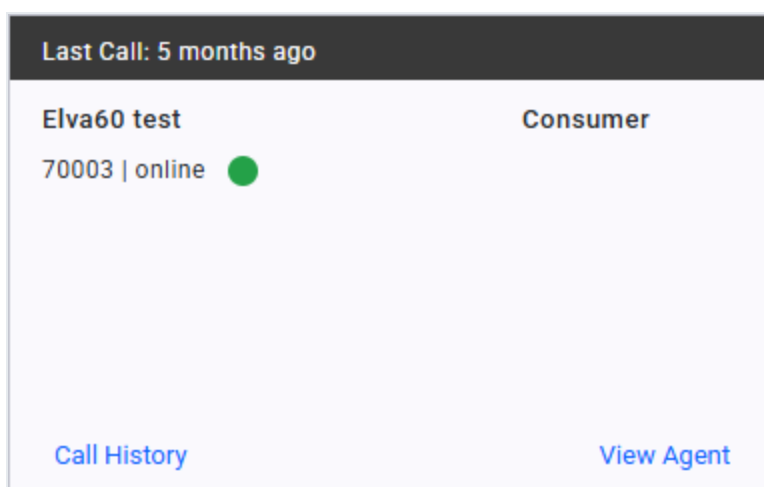 Last Call: 5 months ago
Elva60 test
Consumer
70003 | online
Call History
View Agent